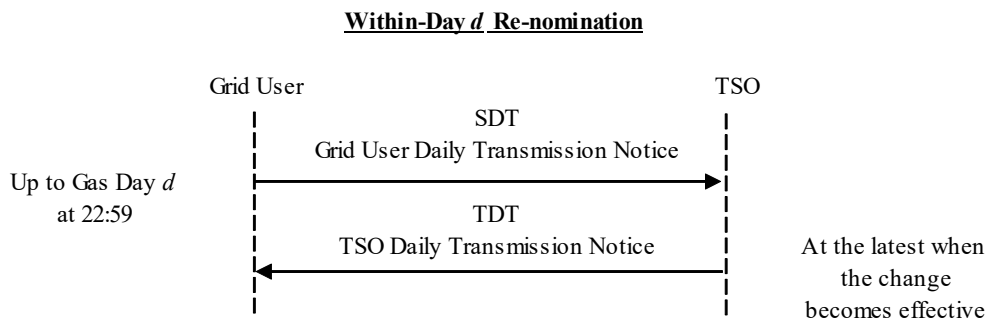 Within-Day d Re-nomination
Grid User
TSO
SDT
Grid User Daily Transmission Notice
Up to Gas Day d
at 22:59
TDT
TSO Daily Transmission Notice
At the latest when
the change
becomes effective